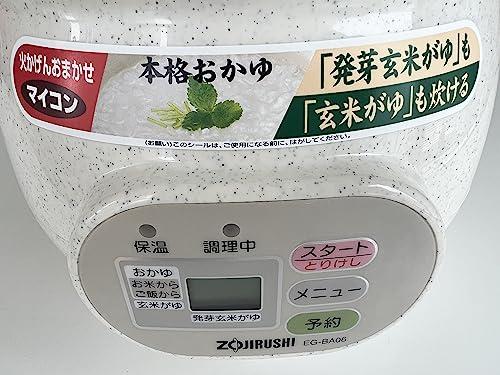 火かげんおまかせ
マイコン
本格おかゆ
「発芽玄米がゆ」も
「玄米がゆ」も炊ける
(お願い)このシールは、ご使用になる前に、はがしてください。
保温 調理中
おかゆ
お米から
ご飯から
玄米がゆ
発芽玄米がゆ
スタート
とりけし
メニュー
予約
ZOJIRUSHI EG-BA06